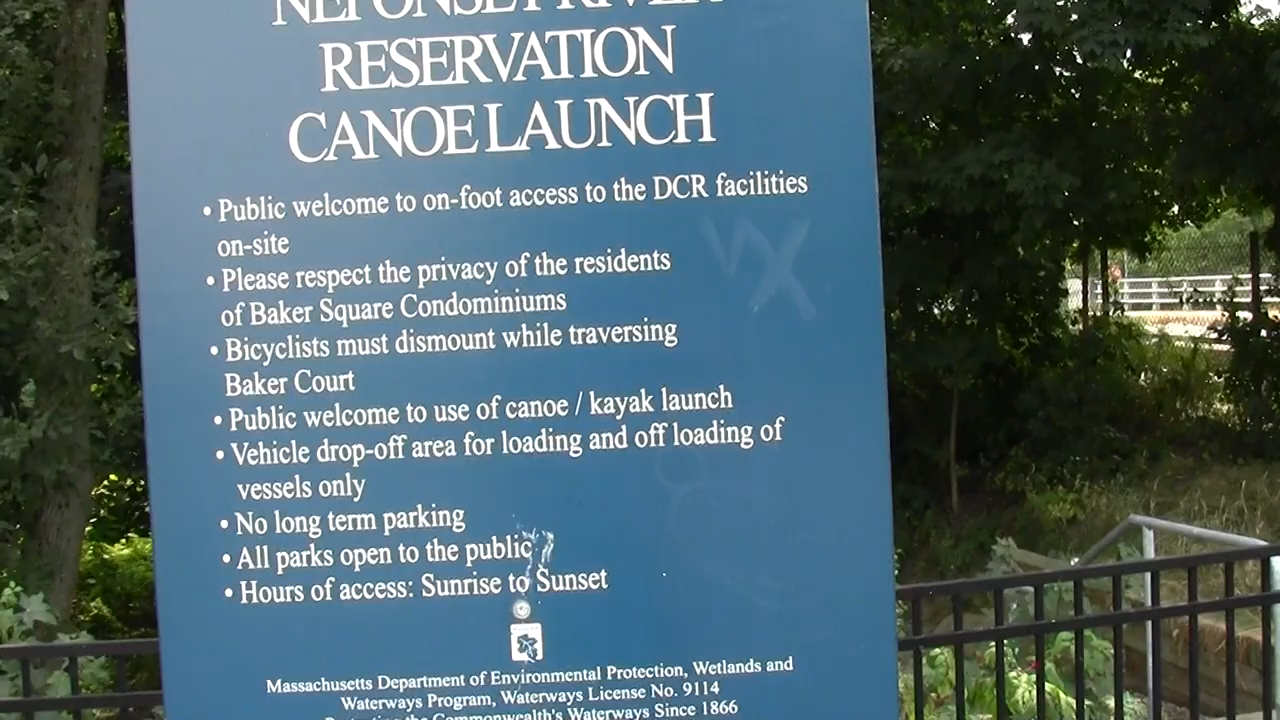 NEPONSET RIVER
RESERVATION
CANOE LAUNCH
• Public welcome to on-foot access to the DCR facilities
on-site
• Please respect the privacy of the residents
of Baker Square Condominiums
• Bicyclists must dismount while traversing
Baker Court
• Public welcome to use of canoe / kayak launch
• Vehicle drop-off area for loading and off loading of
vessels only
• No long term parking
• All parks open to the public
• Hours of access: Sunrise to Sunset
Massachusetts Department of Environmental Protection, Wetlands and
Waterways Program, Waterways License No. 9114
Protecting the Commonwealth's Waterways Since 1866